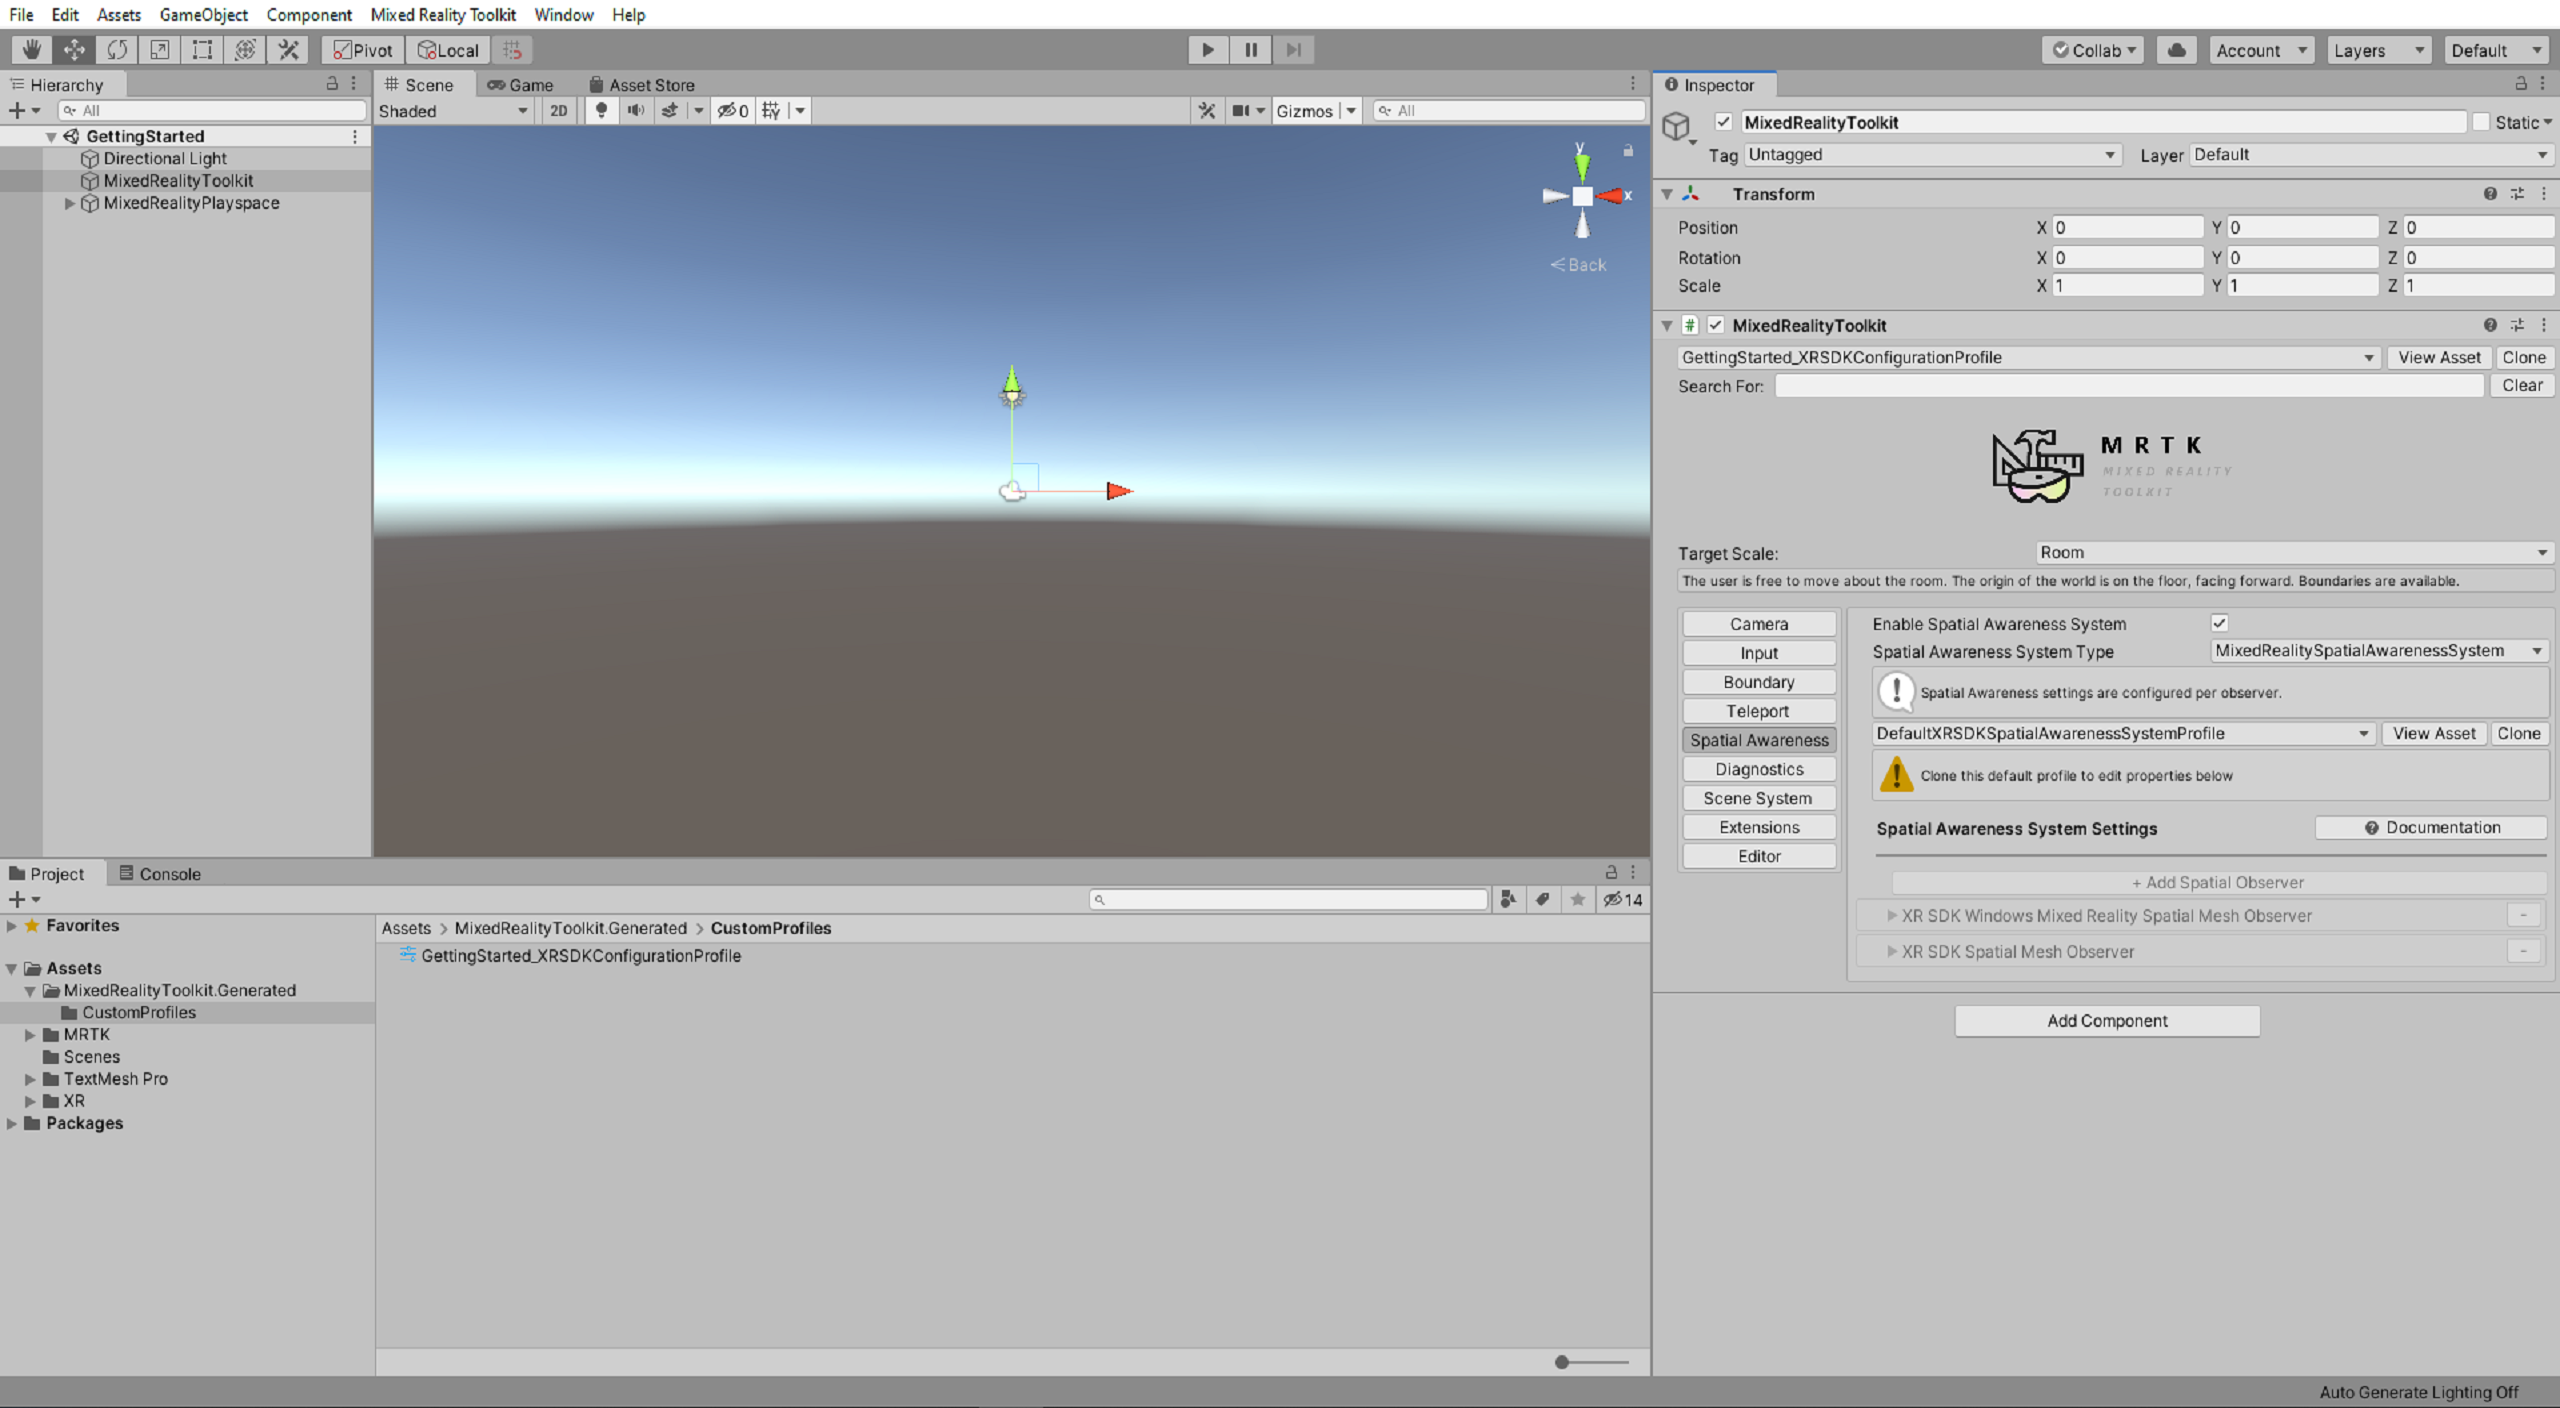 File Edit Assets GameObject Component Mixed Reality Toolkit Window Help
Pivot Local
Collab Account Layers Default
Hierarchy
All
GettingStarted
Directional Light
MixedRealityToolkit
MixedRealityPlayspace
Scene Game Asset Store
Shaded 2D 0 Gizmos All
y
x
Back
Project Console
14
Favorites
Assets
MixedRealityToolkit.Generated
CustomProfiles
MRTK
Scenes
TextMesh Pro
XR
Packages
Assets > MixedRealityToolkit.Generated > CustomProfiles
GettingStarted_XRSDKConfigurationProfile
Inspector
MixedRealityToolkit Static
Tag Untagged Layer Default
Transform
Position X 0 Y 0 Z 0
Rotation X 0 Y 0 Z 0
Scale X 1 Y 1 Z 1
# MixedRealityToolkit
GettingStarted_XRSDKConfigurationProfile View Asset Clone
Search For: Clear
MRTK
MIXED REALITY
TOOLKIT
Target Scale: Room
The user is free to move about the room. The origin of the world is on the floor, facing forward. Boundaries are available.
Camera
Input
Boundary
Teleport
Spatial Awareness
Diagnostics
Scene System
Extensions
Editor
Enable Spatial Awareness System
Spatial Awareness System Type MixedRealitySpatialAwarenessSystem
Spatial Awareness settings are configured per observer.
DefaultXRSDKSpatialAwarenessSystemProfile View Asset Clone
Clone this default profile to edit properties below
Spatial Awareness System Settings Documentation
+ Add Spatial Observer
XR SDK Windows Mixed Reality Spatial Mesh Observer -
XR SDK Spatial Mesh Observer -
Add Component
Auto Generate Lighting Off